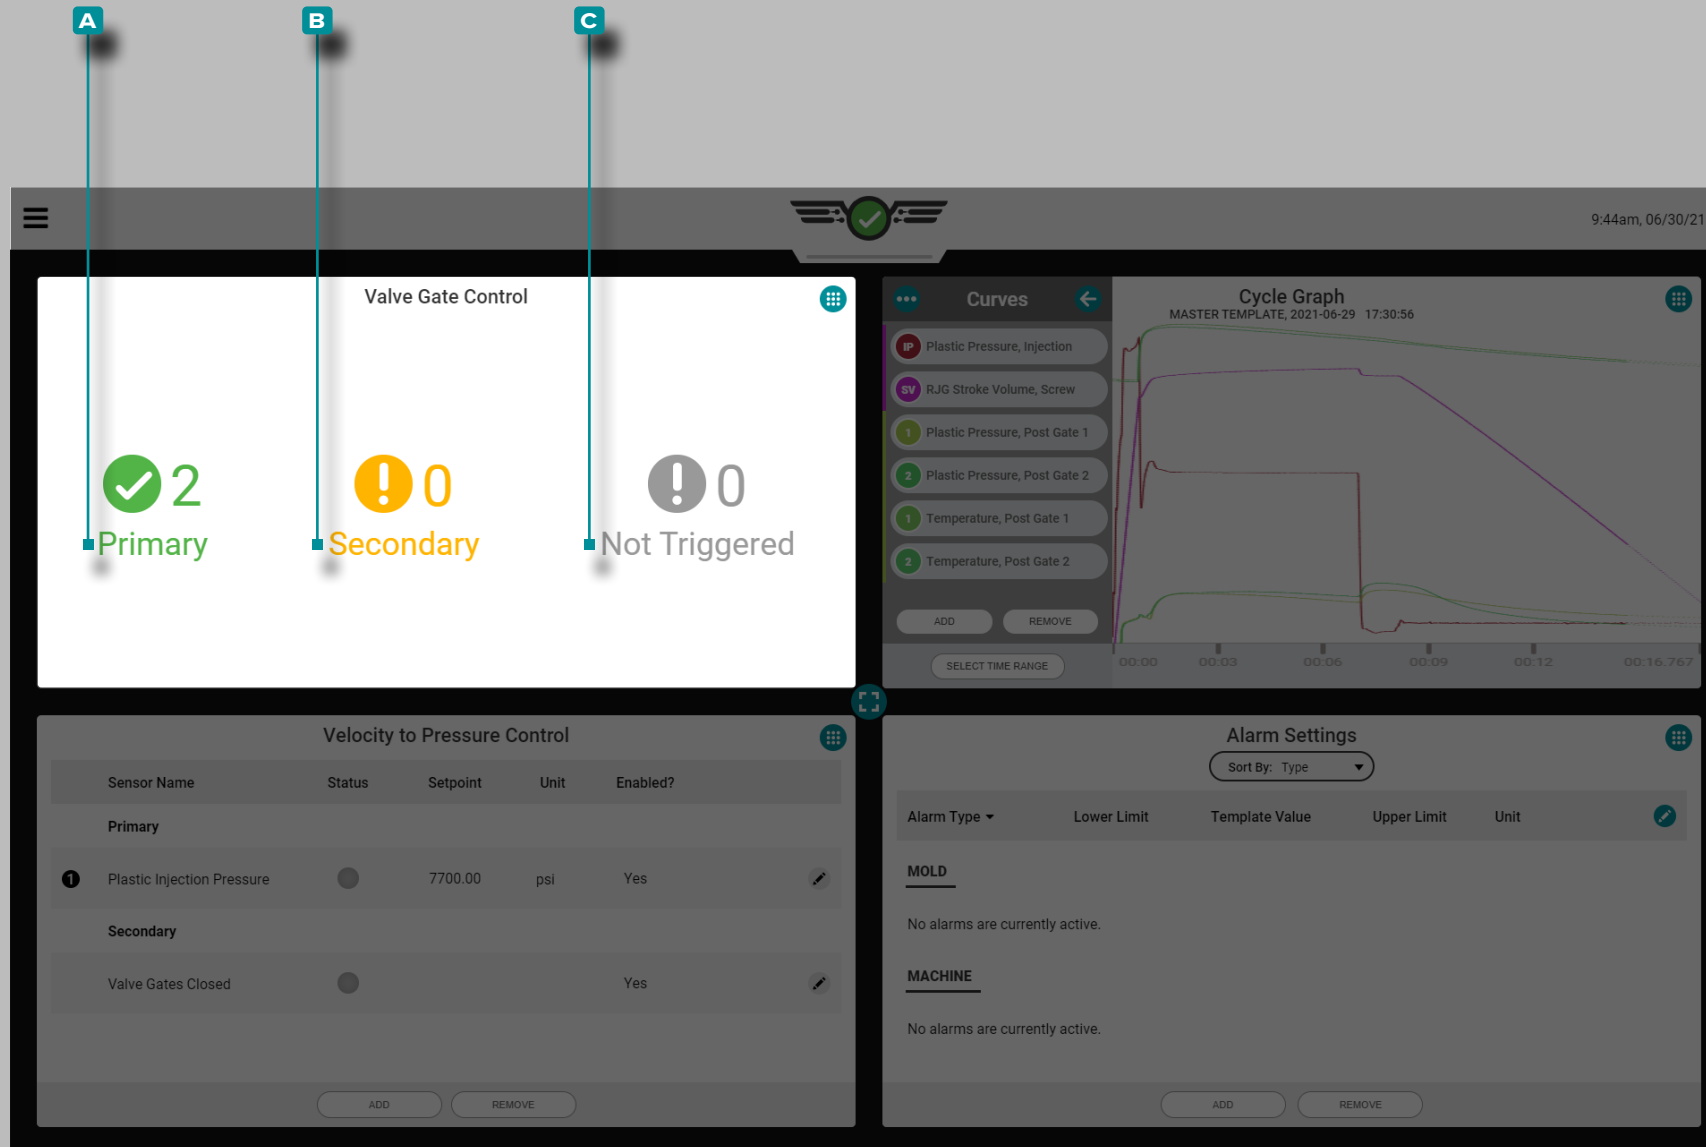 A B C
9:44am, 06/30/21
Valve Gate Control
2 0 0
Primary Secondary Not Triggered
Curves
IP Plastic Pressure, Injection
SV RJG Stroke Volume, Screw
1 Plastic Pressure, Post Gate 1
2 Plastic Pressure, Post Gate 2
1 Temperature, Post Gate 1
2 Temperature, Post Gate 2
ADD REMOVE
SELECT TIME RANGE
Cycle Graph
MASTER TEMPLATE, 2021-06-29 17:30:56
00:00 00:03 00:06 00:09 00:12 00:16.767
Velocity to Pressure Control
Sensor Name Status Setpoint Unit Enabled?
Primary
1 Plastic Injection Pressure 7700.00 psi Yes
Secondary
Valve Gates Closed Yes
ADD REMOVE
Alarm Settings
Sort By: Type
Alarm Type Lower Limit Template Value Upper Limit Unit
MOLD
No alarms are currently active.
MACHINE
No alarms are currently active.
ADD REMOVE